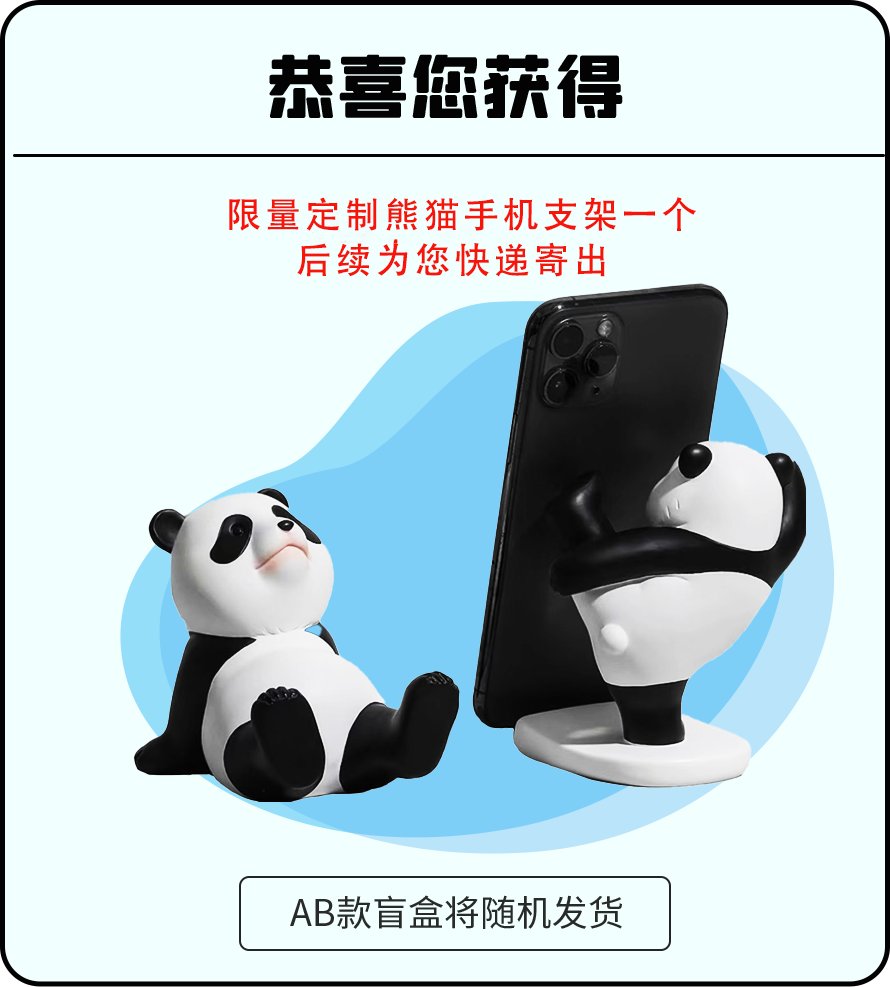 恭喜您获得
限量定制熊猫手机支架一个
后续为您快递寄出
AB款盲盒将随机发货